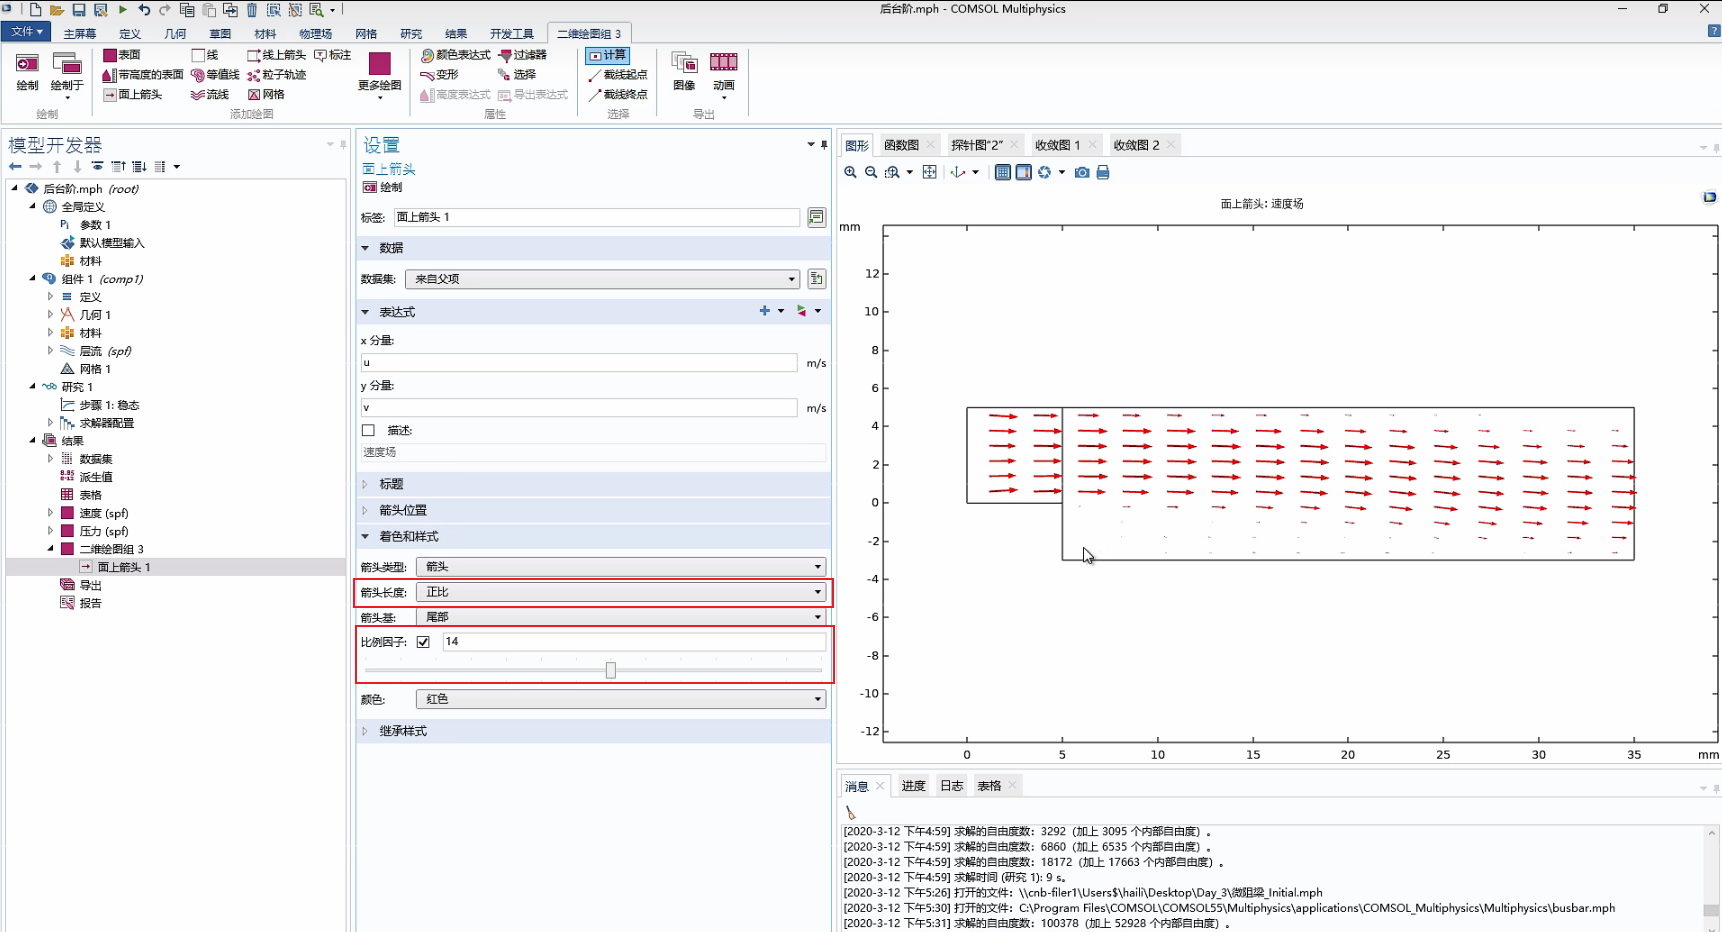 后台阶.mph - COMSOL Multiphysics
文件 主屏幕 定义 几何 草图 材料 物理场 网格 研究 结果 开发工具 二维绘图组 3
表面 线 线上箭头 标注 颜色表达式 过滤器 计算
绘制 绘制于 带高度的表面 等值线 粒子轨迹 更多绘图 变形 选择 截线起点 图像 动画
面上箭头 流线 网格 高度表达式 导出表达式 截线终点
绘制 添加绘图 属性 选择 导出
模型开发器
后台阶.mph (root)
全局定义
Pi 参数 1
默认模型输入
材料
组件 1 (comp1)
定义
几何 1
材料
层流 (spf)
网格 1
研究 1
步骤 1: 稳态
求解器配置
结果
数据集
8.85 e-12 派生值
表格
速度 (spf)
压力 (spf)
二维绘图组 3
面上箭头 1
导出
报告
设置
面上箭头
绘制
标签: 面上箭头 1
数据
数据集: 来自父项
表达式
x 分量:
u m/s
y 分量:
v m/s
描述:
速度场
标题
箭头位置
着色和样式
箭头类型: 箭头
箭头长度: 正比
箭头基: 尾部
比例因子: 14
颜色: 红色
继承样式
图形 函数图 探针图“2” 收敛图 1 收敛图 2
面上箭头: 速度场
mm
12
10
8
6
4
2
0
-2
-4
-6
-8
-10
-12
0 5 10 15 20 25 30 35 mm
消息 进度 日志 表格
[2020-3-12 下午4:59] 求解的自由度数：3292（加上 3095 个内部自由度）。
[2020-3-12 下午4:59] 求解的自由度数：6860（加上 6535 个内部自由度）。
[2020-3-12 下午4:59] 求解的自由度数：18172（加上 17663 个内部自由度）。
[2020-3-12 下午4:59] 求解时间 (研究 1): 9 s。
[2020-3-12 下午5:26] 打开的文件：\\cnb-filer1\Users$\haili\Desktop\Day_3\微阻梁_Initial.mph
[2020-3-12 下午5:30] 打开的文件：C:\Program Files\COMSOL\COMSOL55\Multiphysics\applications\COMSOL_Multiphysics\Multiphysics\busbar.mph
[2020-3-12 下午5:31] 求解的自由度数：100378（加上 52928 个内部自由度）。